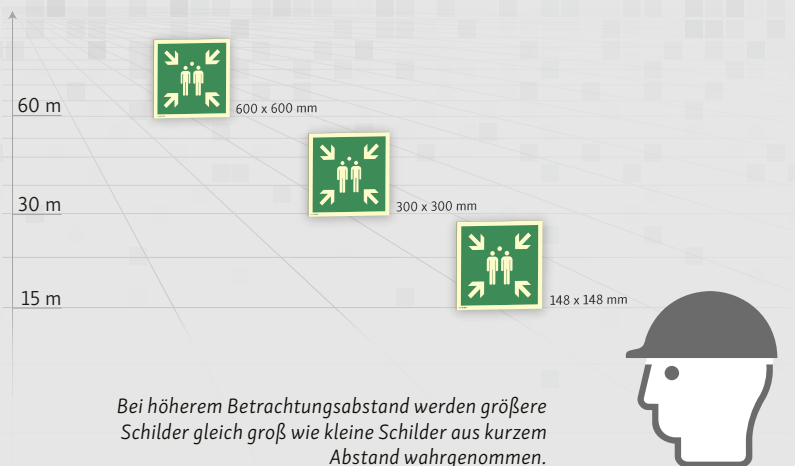 60 m
600 x 600 mm
30 m
300 x 300 mm
15 m
148 x 148 mm
Bei höherem Betrachtungsabstand werden größere
Schilder gleich groß wie kleine Schilder aus kurzem
Abstand wahrgenommen.